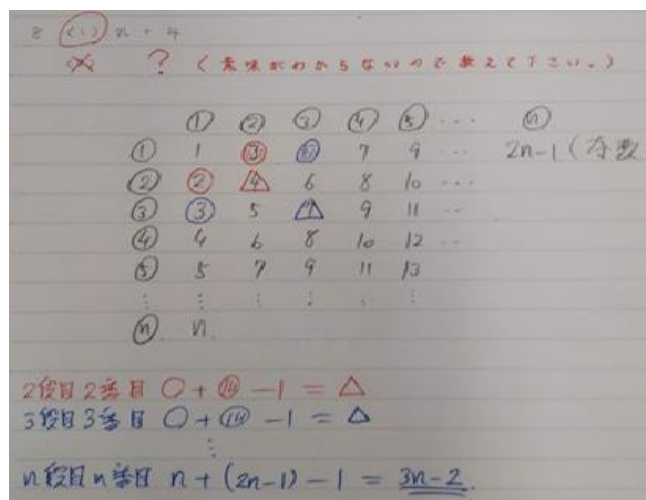 8 (1) n + 4
? (意味がわからないので教えて下さい。)
① ② ③ ④ ⑤ ... ⓝ
① 1 ③ 7 9 ... 2n-1 (奇数
② ② 4 6 8 10 ...
③ ③ 5 7 9 11 ..
④ 4 6 8 10 12 ..
⑤ 5 7 9 11 13
⋮ ⋮ ⋮ ⋮ ⋮ ⋮
ⓝ n
2段目2番目 ○ + -1 = △
3段目3番目 ○ + -1 = △
⋮
n段目n番目 n + (2n-1) -1 = 3n-2.